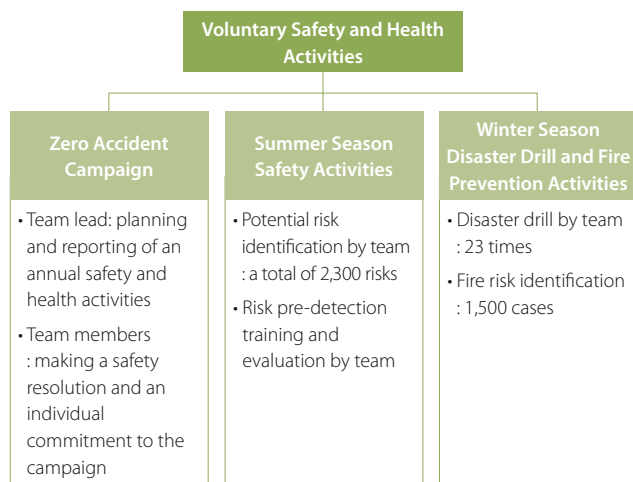 Voluntary Safety and Health
Activities
Zero Accident
Campaign
• Team lead: planning
and reporting of an
annual safety and
health activities
• Team members
: making a safety
resolution and an
individual
commitment to the
campaign
Summer Season
Safety Activities
• Potential risk
identification by team
: a total of 2,300 risks
• Risk pre-detection
training and
evaluation by team
Winter Season
Disaster Drill and Fire
Prevention Activities
• Disaster drill by team
: 23 times
• Fire risk identification
: 1,500 cases